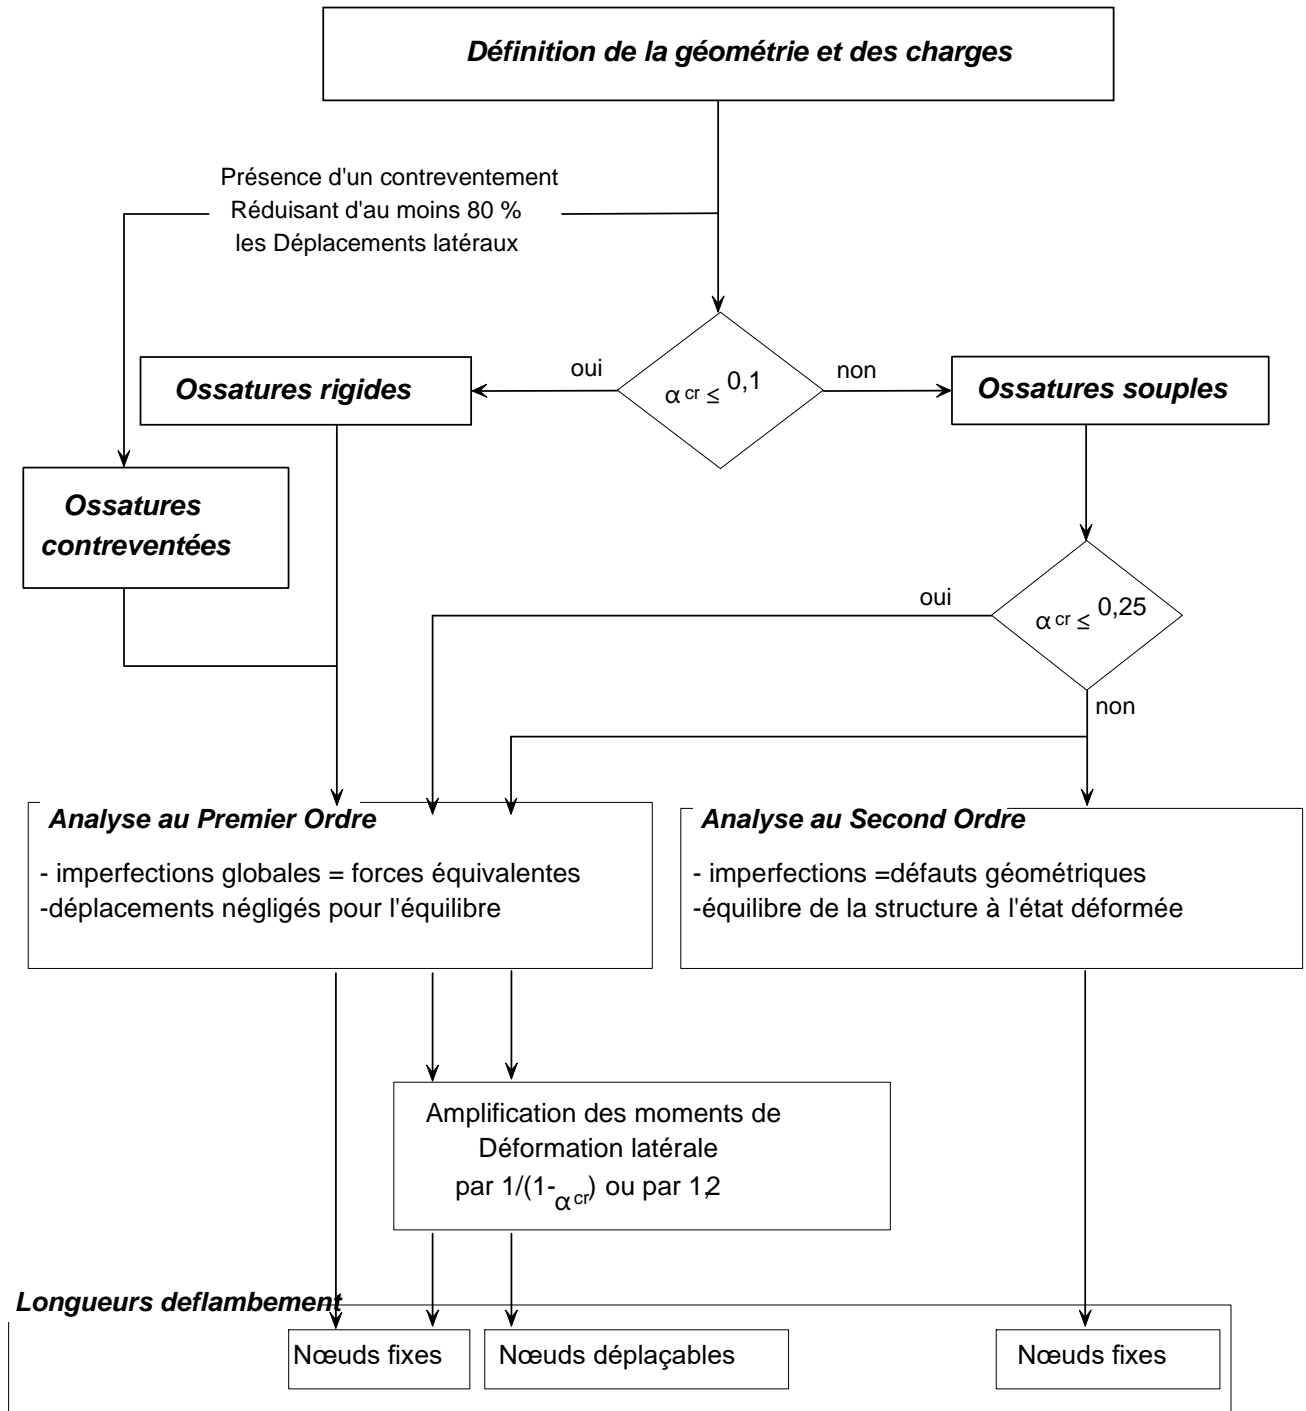 Définition de la géométrie et des charges
Présence d'un contreventement
Réduisant d'au moins 80 %
les Déplacements latéraux
oui
α cr ≤ 0,1
non
Ossatures rigides
Ossatures souples
Ossatures
contreventées
oui
α cr ≤ 0,25
non
Analyse au Premier Ordre
- imperfections globales = forces équivalentes
-déplacements négligés pour l'équilibre
Analyse au Second Ordre
- imperfections =défauts géométriques
-équilibre de la structure à l'état déformée
Amplification des moments de
Déformation latérale
par 1/(1-α cr) ou par 1,2
Longueurs deflambement
Nœuds fixes
Nœuds déplaçables
Nœuds fixes